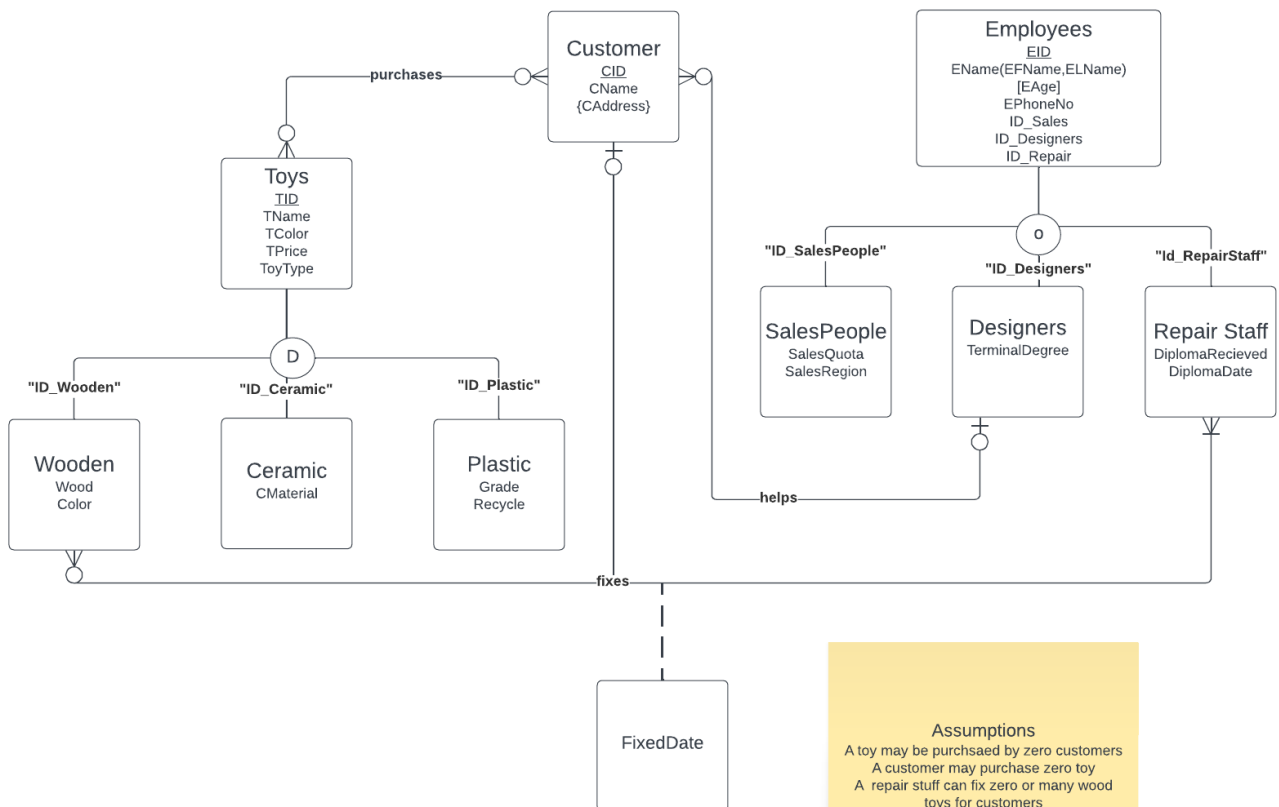 Customer
CID
CName
{CAddress}
Employees
EID
EName(EFName,ELName)
[EAge]
EPhoneNo
ID_Sales
ID_Designers
ID_Repair
purchases
Toys
TID
TName
TColor
TPrice
ToyType
o
"ID_SalesPeople"
"ID_Designers"
"Id_RepairStaff"
SalesPeople
SalesQuota
SalesRegion
Designers
TerminalDegree
Repair Staff
DiplomaRecieved
DiplomaDate
D
"ID_Wooden"
"ID_Ceramic"
"ID_Plastic"
Wooden
Wood
Color
Ceramic
CMaterial
Plastic
Grade
Recycle
helps
fixes
FixedDate
Assumptions
A toy may be purchsaed by zero customers
A customer may purchase zero toy
A repair stuff can fix zero or many wood
toys for customers